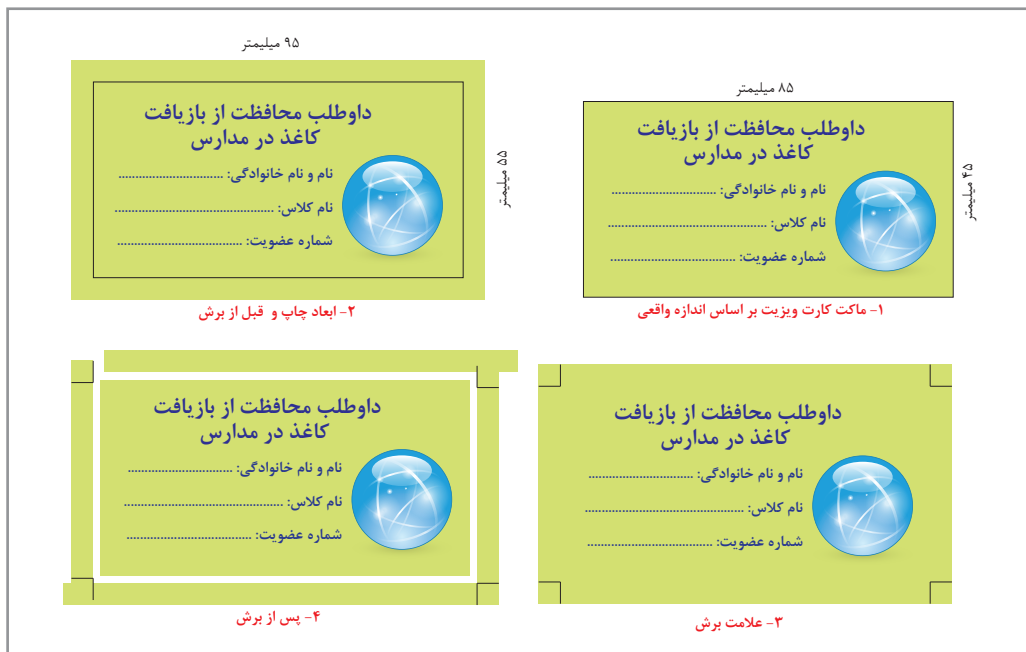 ۸۵ میلیمتر
داوطلب محافظت از بازیافت
کاغذ در مدارس
نام و نام خانوادگی: ...............................
نام کلاس: ................................................
شماره عضویت: ......................................
۴۵ میلیمتر
۱- ماکت کارت ویزیت بر اساس اندازه واقعی
۹۵ میلیمتر
داوطلب محافظت از بازیافت
کاغذ در مدارس
نام و نام خانوادگی: ...............................
نام کلاس: ................................................
شماره عضویت: ......................................
۵۵ میلیمتر
۲- ابعاد چاپ و قبل از برش
داوطلب محافظت از بازیافت
کاغذ در مدارس
نام و نام خانوادگی: ...............................
نام کلاس: ................................................
شماره عضویت: ......................................
۳- علامت برش
داوطلب محافظت از بازیافت
کاغذ در مدارس
نام و نام خانوادگی: ...............................
نام کلاس: ................................................
شماره عضویت: ......................................
۴- پس از برش